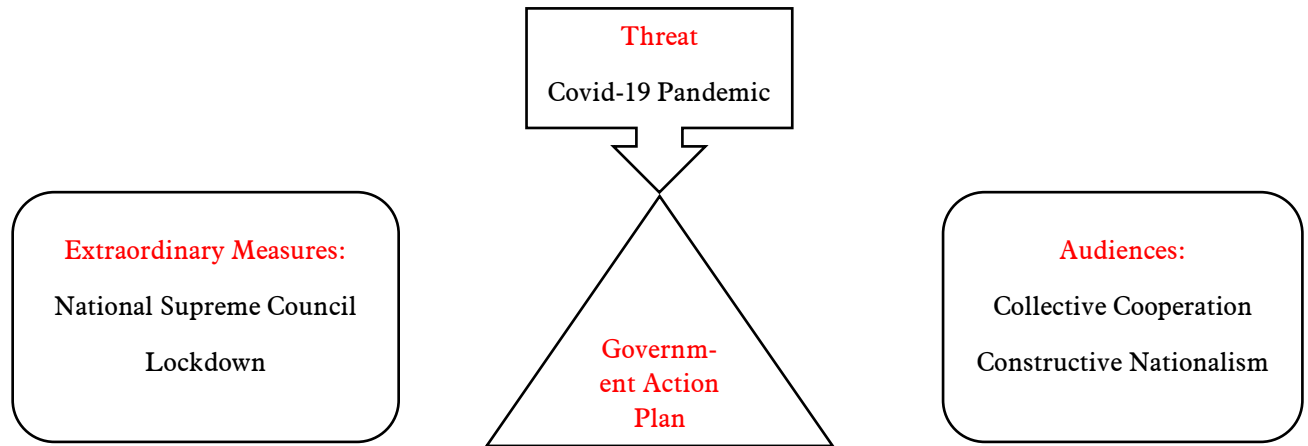 Threat
Covid-19 Pandemic
Extraordinary Measures:
National Supreme Council
Lockdown
Governm-
ent Action
Plan
Audiences:
Collective Cooperation
Constructive Nationalism